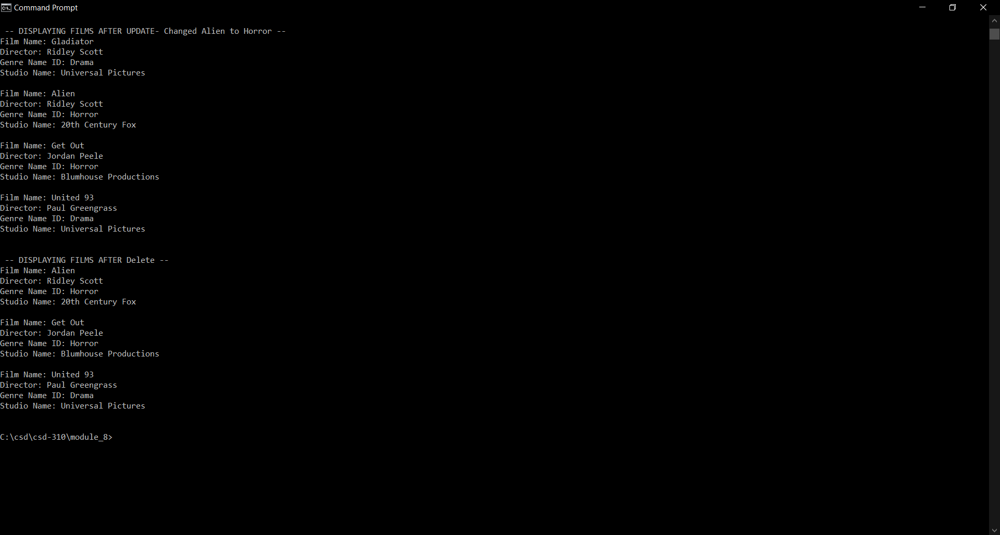 Command Prompt
-- DISPLAYING FILMS AFTER UPDATE- Changed Alien to Horror --
Film Name: Gladiator
Director: Ridley Scott
Genre Name ID: Drama
Studio Name: Universal Pictures
Film Name: Alien
Director: Ridley Scott
Genre Name ID: Horror
Studio Name: 20th Century Fox
Film Name: Get Out
Director: Jordan Peele
Genre Name ID: Horror
Studio Name: Blumhouse Productions
Film Name: United 93
Director: Paul Greengrass
Genre Name ID: Drama
Studio Name: Universal Pictures
-- DISPLAYING FILMS AFTER Delete --
Film Name: Alien
Director: Ridley Scott
Genre Name ID: Horror
Studio Name: 20th Century Fox
Film Name: Get Out
Director: Jordan Peele
Genre Name ID: Horror
Studio Name: Blumhouse Productions
Film Name: United 93
Director: Paul Greengrass
Genre Name ID: Drama
Studio Name: Universal Pictures
C:\csd\csd-310\module_8>